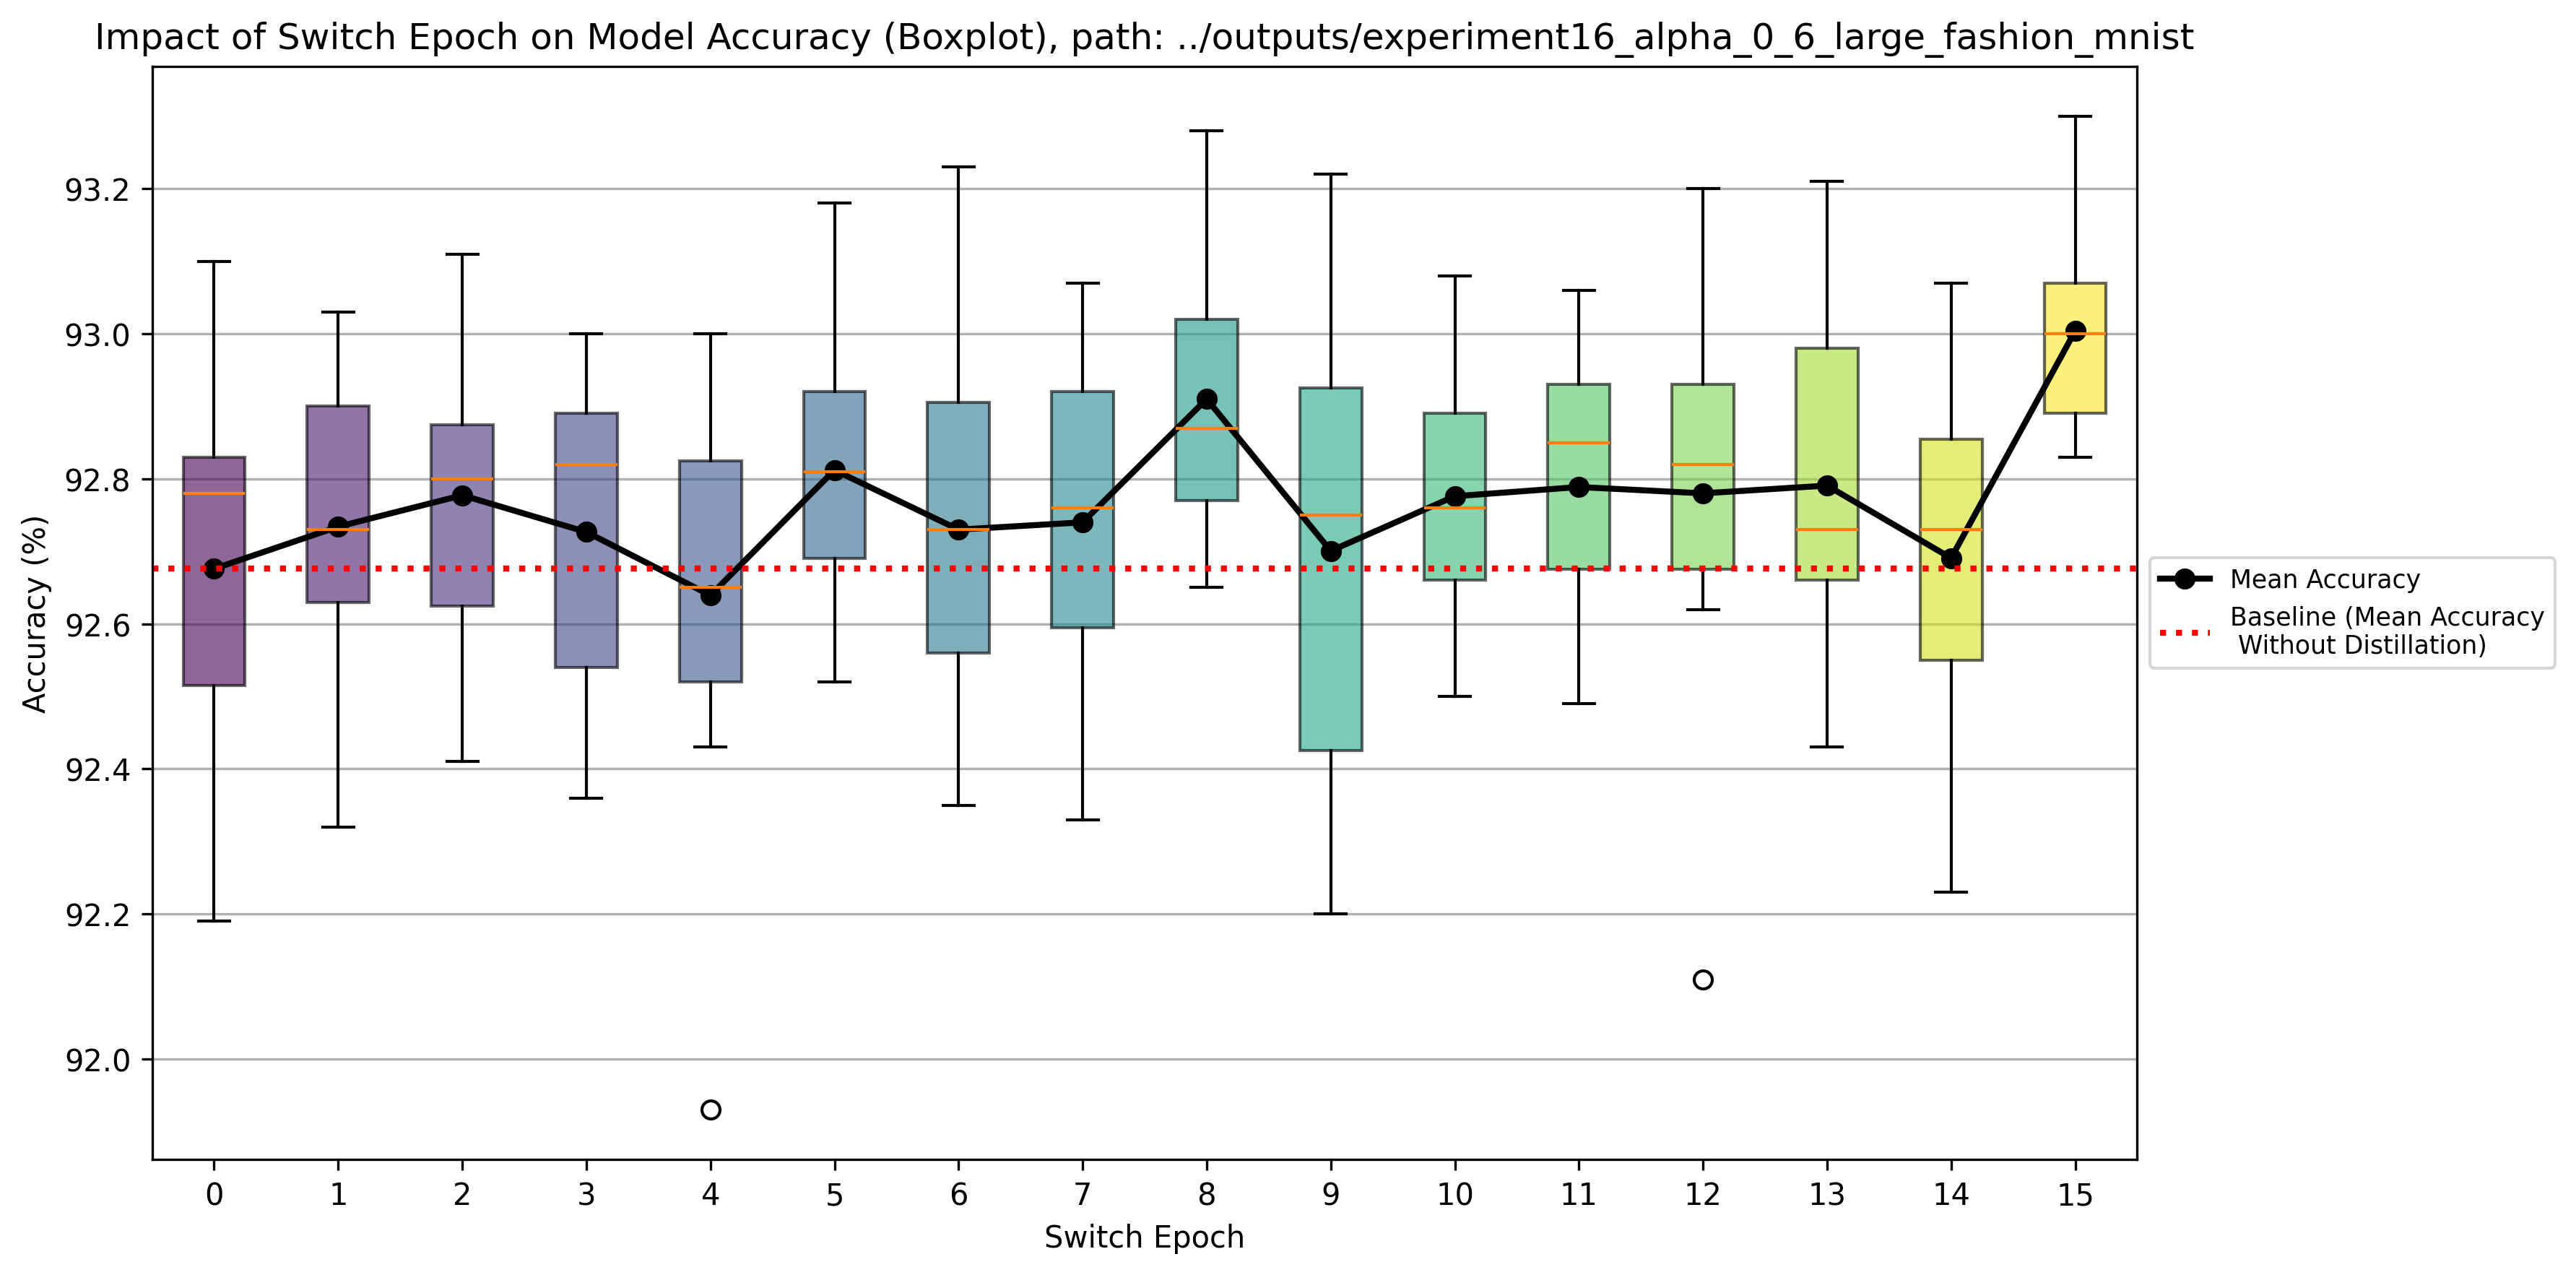 Impact of Switch Epoch on Model Accuracy (Boxplot), path: ../outputs/experiment16_alpha_0_6_large_fashion_mnist
Accuracy (%)
93.2
93.0
92.8
92.6
92.4
92.2
92.0
0 1 2 3 4 5 6 7 8 9 10 11 12 13 14 15
Switch Epoch
Mean Accuracy
Baseline (Mean Accuracy
Without Distillation)